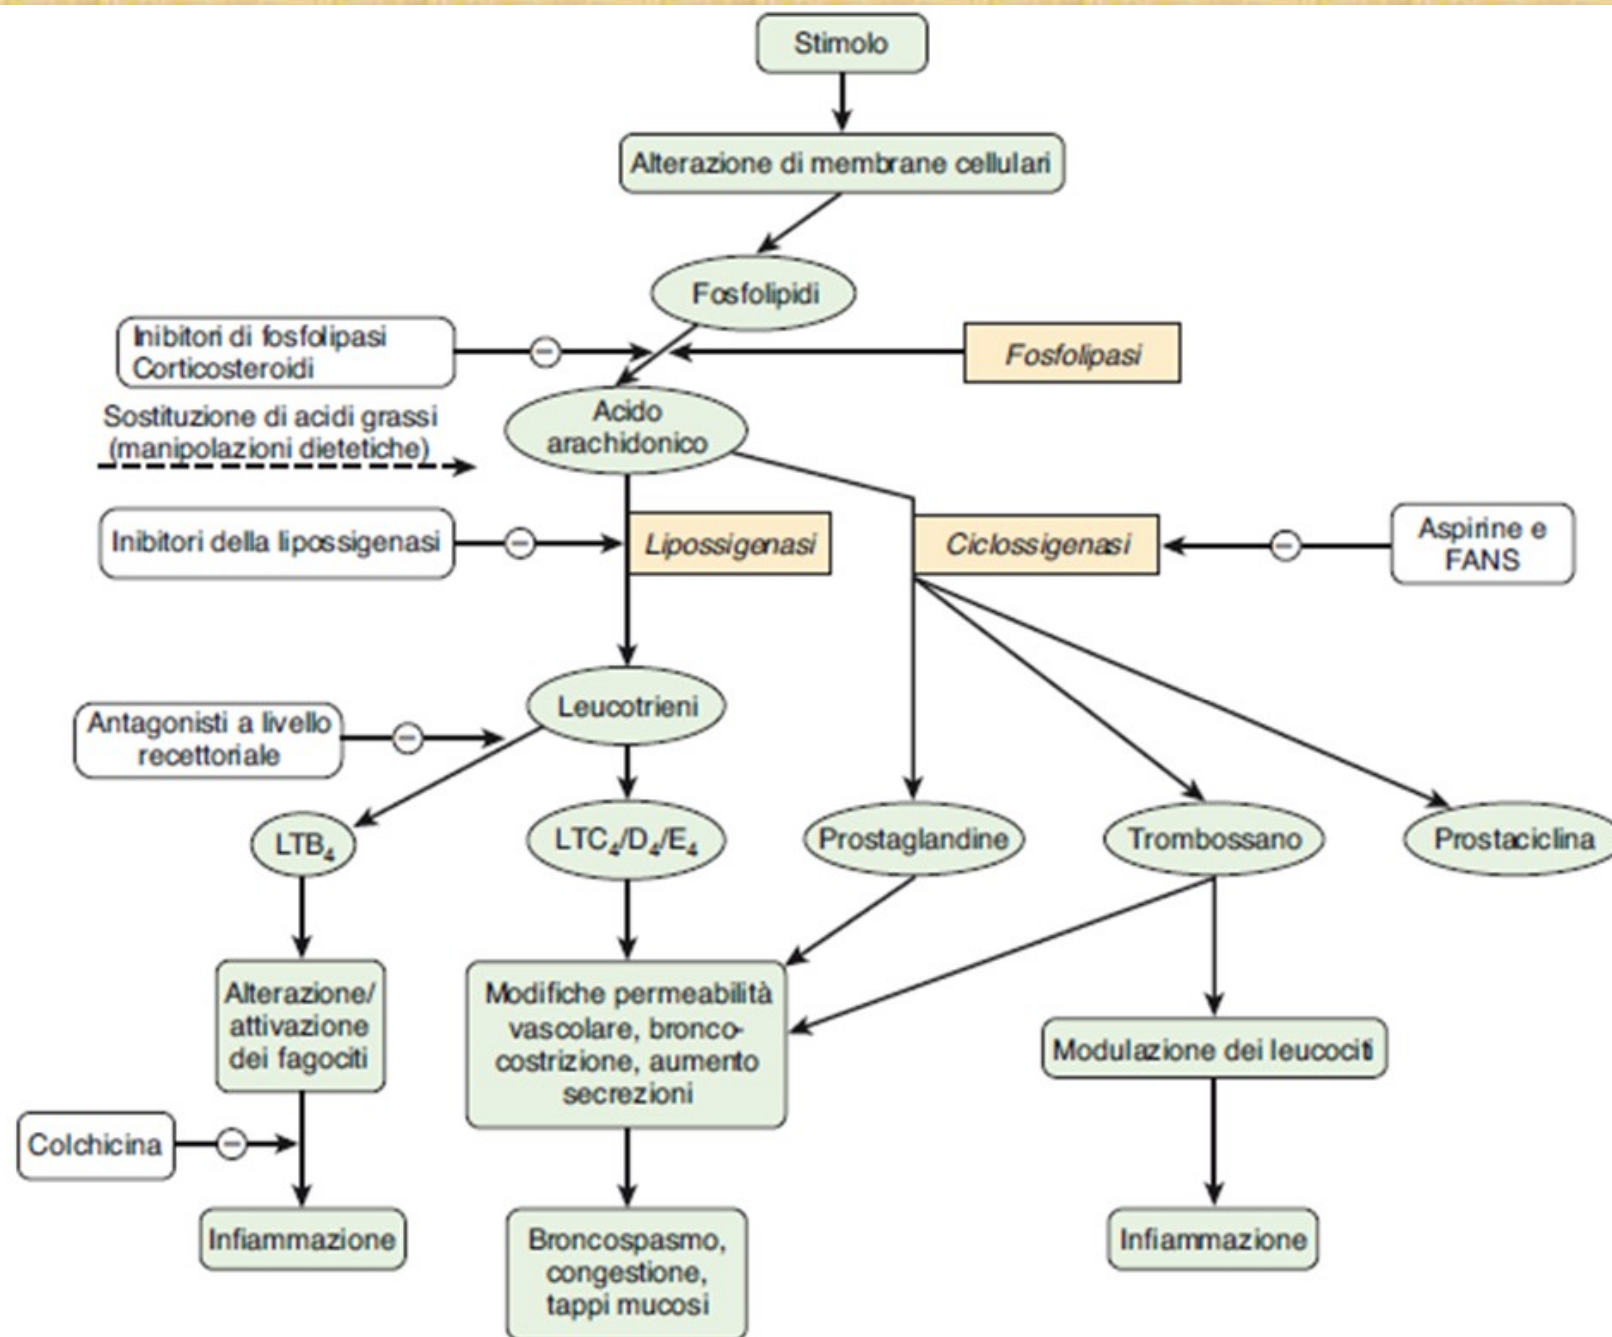 Stimolo
Alterazione di membrane cellulari
Fosfolipidi
Inibitori di fosfolipasi
Corticosteroidi
Fosfolipasi
Acido
arachidonico
Sostituzione di acidi grassi
(manipolazioni dietetiche)
Inibitori della lipossigenasi
Lipossigenasi
Ciclossigenasi
Aspirine e
FANS
Leucotrieni
Antagonisti a livello
recettoriale
LTB₄
LTC₄/D₄/E₄
Prostaglandine
Trombossano
Prostaciclina
Alterazione/
attivazione
dei fagociti
Modifiche permeabilità
vascolare, bronco-
costrizione, aumento
secrezioni
Modulazione dei leucociti
Colchicina
Infiammazione
Broncospasmo,
congestione,
tappi mucosi
Infiammazione